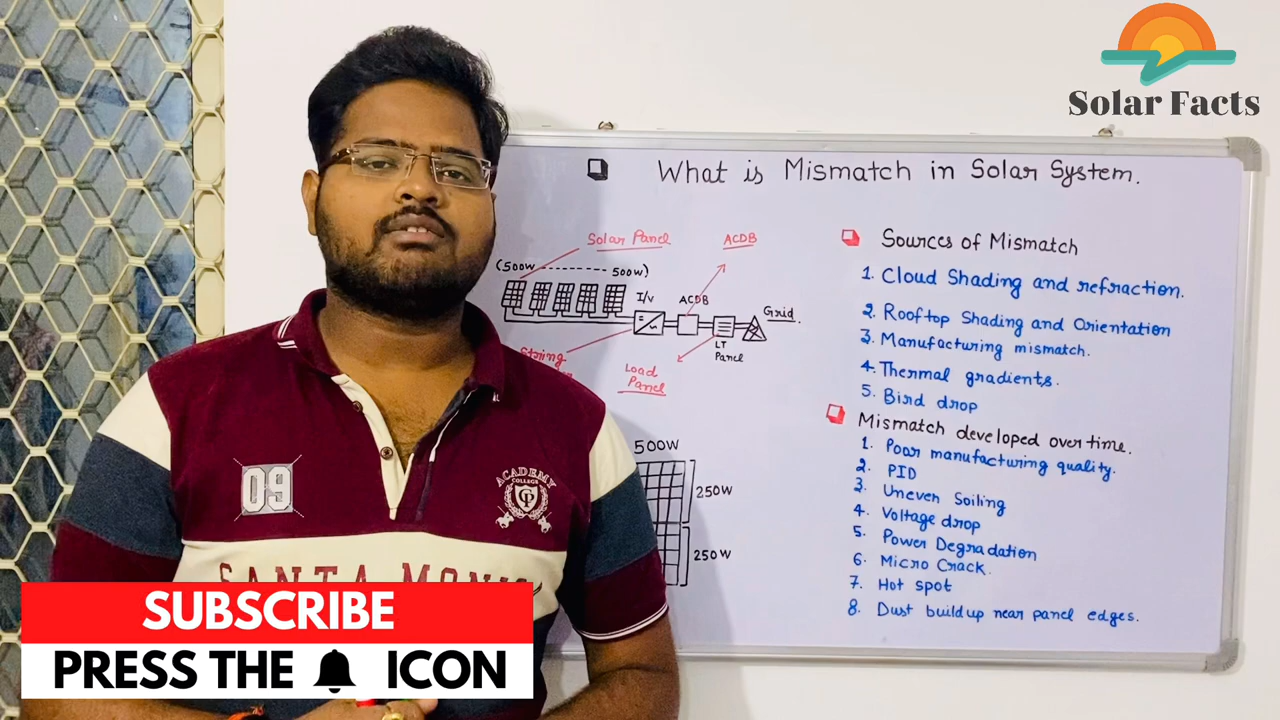 Solar Facts
What is Mismatch in Solar System.
Solar Panel
ACDB
(500W - - - - - - - - - - 500W)
I/V
ACDB
Grid.
LT
Panel
String
Load
Panel
500W
250W
250W
Sources of Mismatch
1. Cloud Shading and refraction.
2. Rooftop Shading and Orientation
3. Manufacturing mismatch.
4. Thermal gradients.
5. Bird drop
Mismatch developed over time.
1. Poor manufacturing quality.
2. PID
3. Uneven Soiling
4. Voltage drop
5. Power Degradation
6. Micro Crack.
7. Hot spot
8. Dust buildup near panel edges.
09
ACADEMY
COLLEGE
SANTA
SUBSCRIBE
PRESS THE ICON